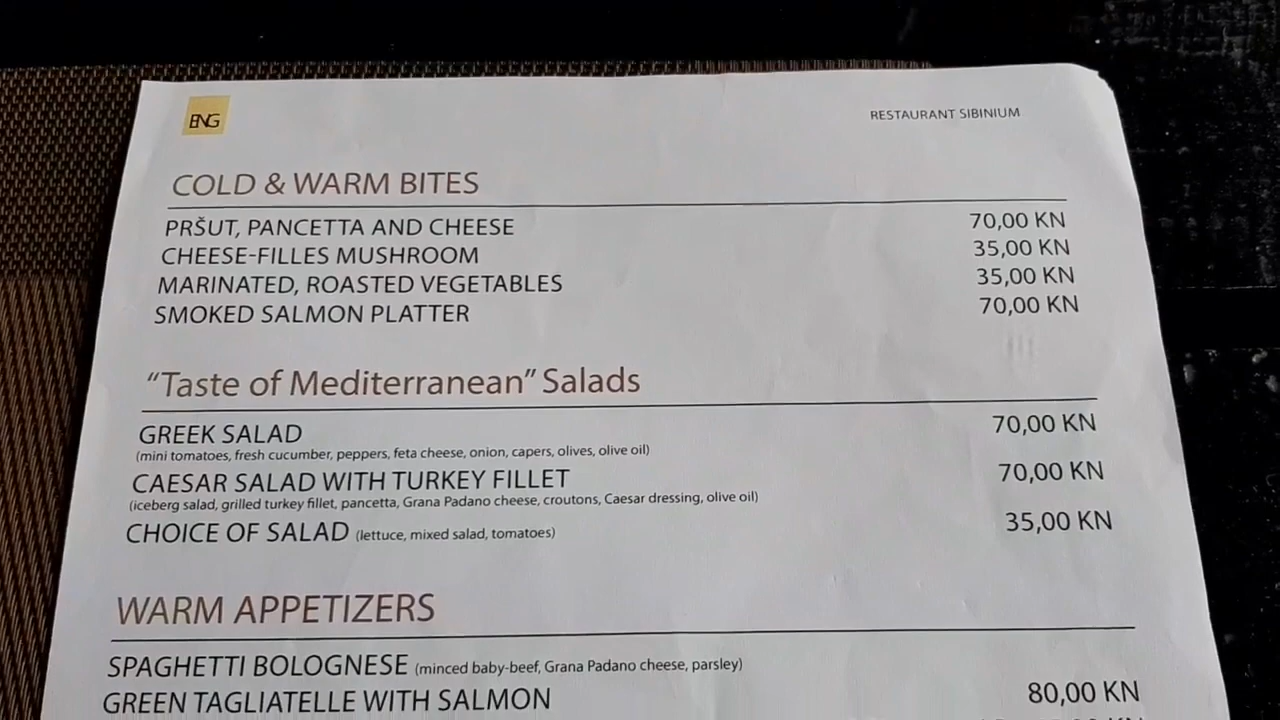 ENG
RESTAURANT SIBINIUM
COLD & WARM BITES
PRŠUT, PANCETTA AND CHEESE 70,00 KN
CHEESE-FILLES MUSHROOM 35,00 KN
MARINATED, ROASTED VEGETABLES 35,00 KN
SMOKED SALMON PLATTER 70,00 KN
“Taste of Mediterranean” Salads
GREEK SALAD 70,00 KN
(mini tomatoes, fresh cucumber, peppers, feta cheese, onion, capers, olives, olive oil)
CAESAR SALAD WITH TURKEY FILLET 70,00 KN
(iceberg salad, grilled turkey fillet, pancetta, Grana Padano cheese, croutons, Caesar dressing, olive oil)
CHOICE OF SALAD (lettuce, mixed salad, tomatoes) 35,00 KN
WARM APPETIZERS
SPAGHETTI BOLOGNESE (minced baby-beef, Grana Padano cheese, parsley) 80,00 KN
GREEN TAGLIATELLE WITH SALMON